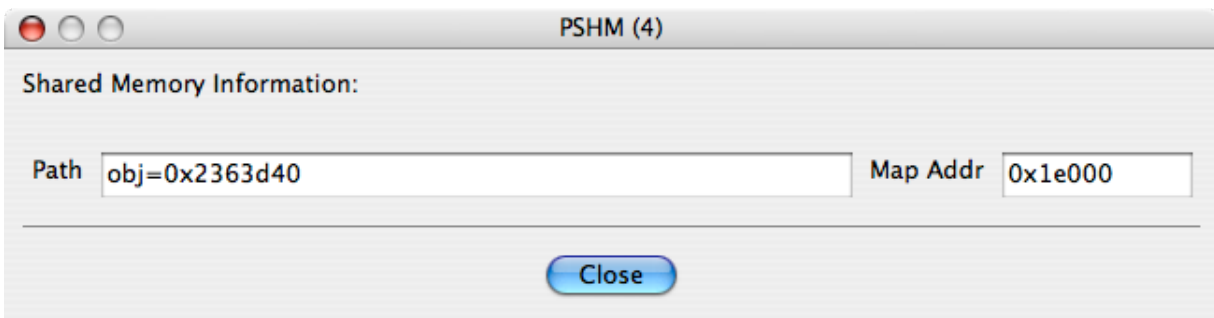 PSHM (4)
Shared Memory Information:
Path obj=0x2363d40 Map Addr 0x1e000
Close